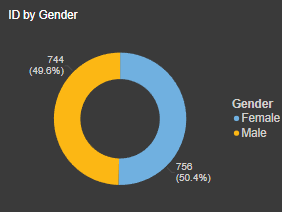 ID by Gender
744
(49.6%)
Gender
Female
Male
756
(50.4%)